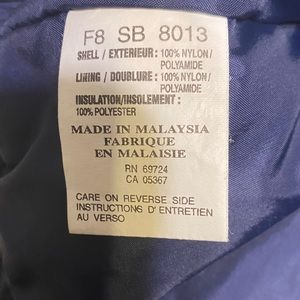 F8 SB 8013
SHELL / EXTERIEUR: 100% NYLON /
POLYAMIDE
LINING / DOUBLURE: 100% NYLON/
POLYAMIDE
INSULATION/INSOLEMENT:
100% POLYESTER
MADE IN MALAYSIA
FABRIQUE
EN MALAISIE
RN 69724
CA 05367
CARE ON REVERSE SIDE
INSTRUCTIONS D'ENTRETIEN
AU VERSO